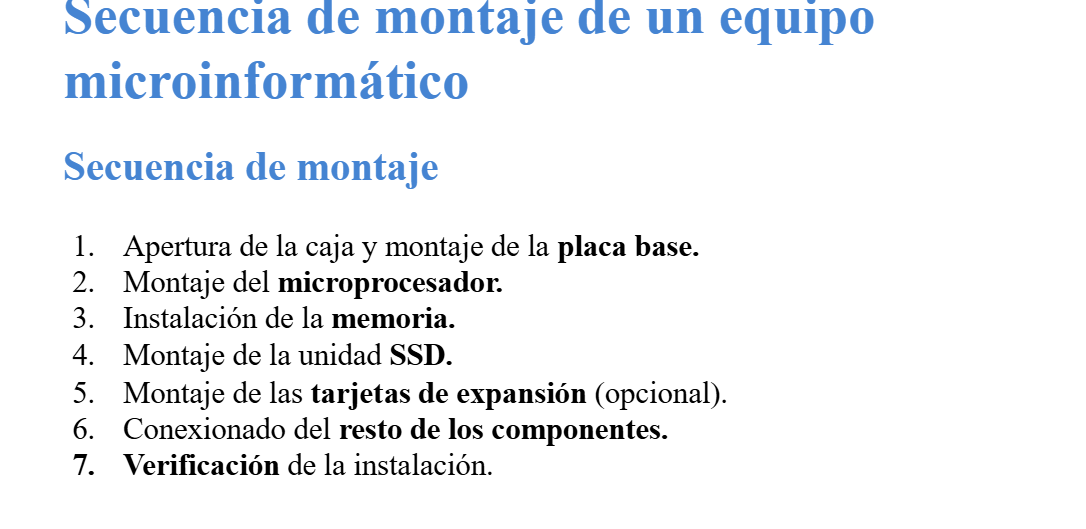 Secuencia de montaje de un equipo
microinformático
Secuencia de montaje
1. Apertura de la caja y montaje de la placa base.
2. Montaje del microprocesador.
3. Instalación de la memoria.
4. Montaje de la unidad SSD.
5. Montaje de las tarjetas de expansión (opcional).
6. Conexionado del resto de los componentes.
7. Verificación de la instalación.